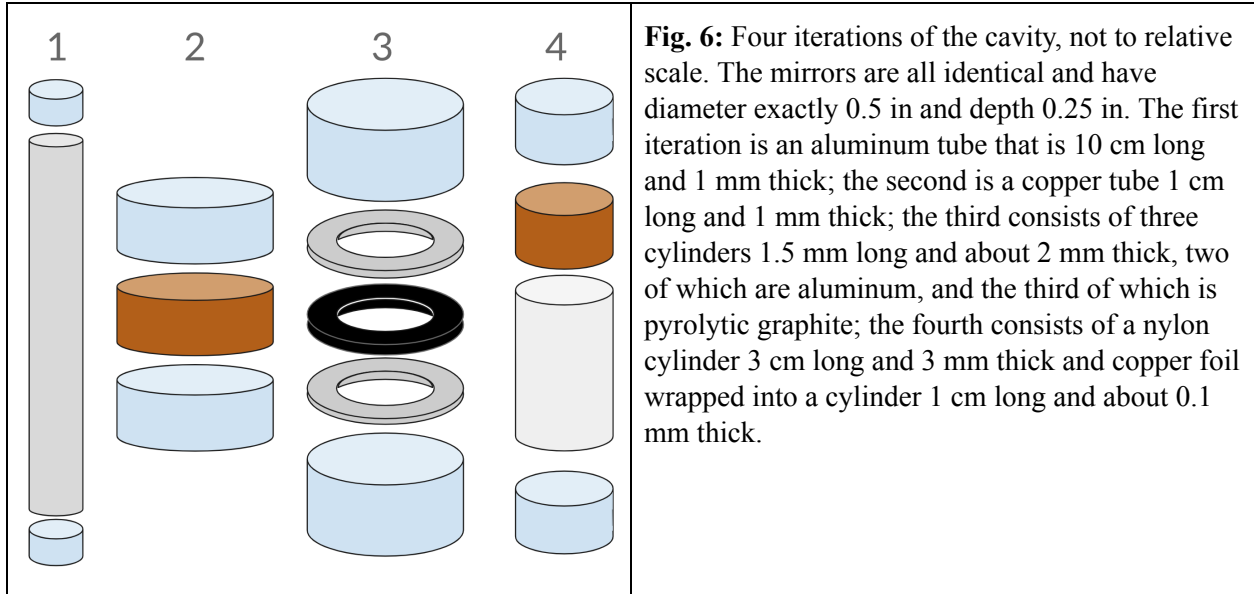 1 2 3 4
Fig. 6: Four iterations of the cavity, not to relative
scale. The mirrors are all identical and have
diameter exactly 0.5 in and depth 0.25 in. The first
iteration is an aluminum tube that is 10 cm long
and 1 mm thick; the second is a copper tube 1 cm
long and 1 mm thick; the third consists of three
cylinders 1.5 mm long and about 2 mm thick, two
of which are aluminum, and the third of which is
pyrolytic graphite; the fourth consists of a nylon
cylinder 3 cm long and 3 mm thick and copper foil
wrapped into a cylinder 1 cm long and about 0.1
mm thick.